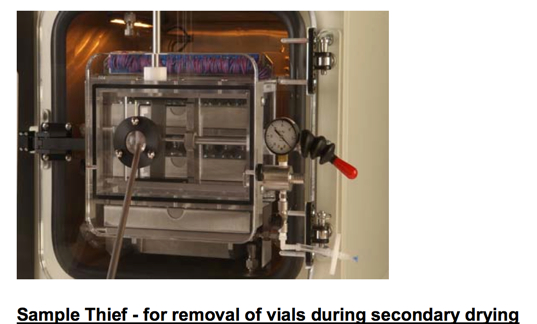 Sample Thief - for removal of vials during secondary drying